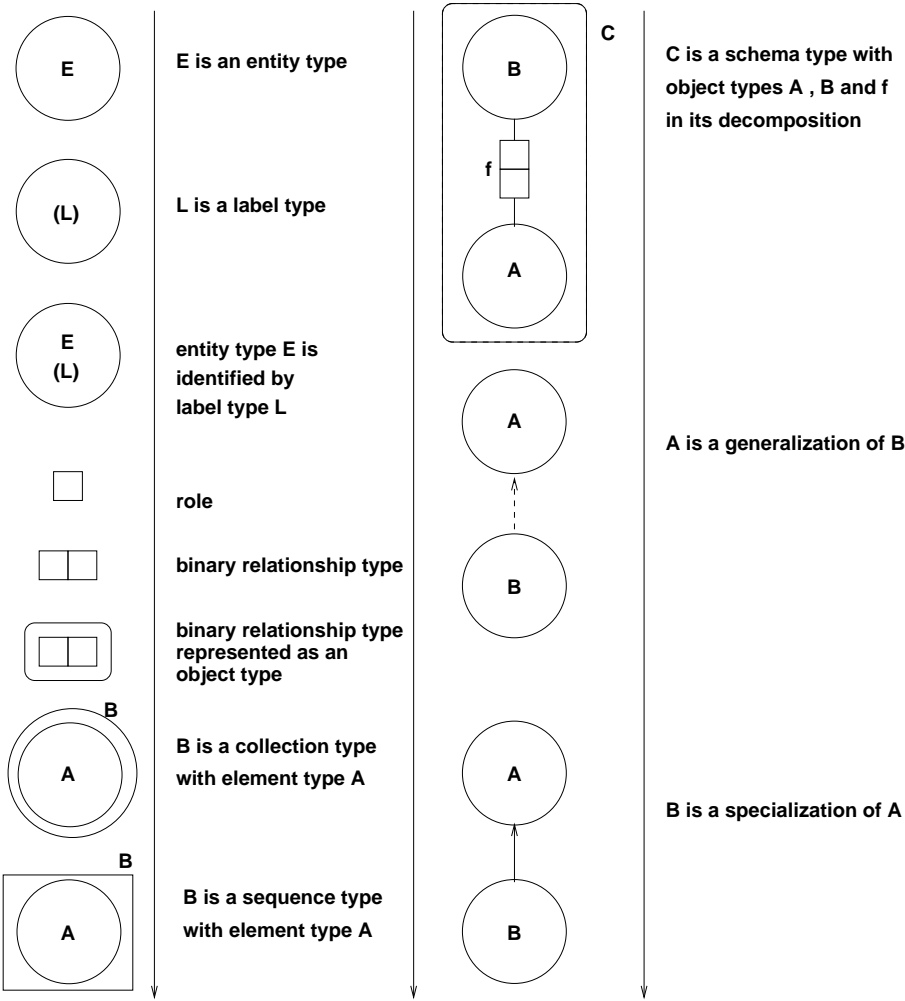 E
E is an entity type
(L)
L is a label type
E
(L)
entity type E is
identified by
label type L
role
binary relationship type
binary relationship type
represented as an
object type
B
A
B is a collection type
with element type A
B
A
B is a sequence type
with element type A
B
C
f
A
C is a schema type with
object types A , B and f
in its decomposition
A
B
A is a generalization of B
A
B
B is a specialization of A